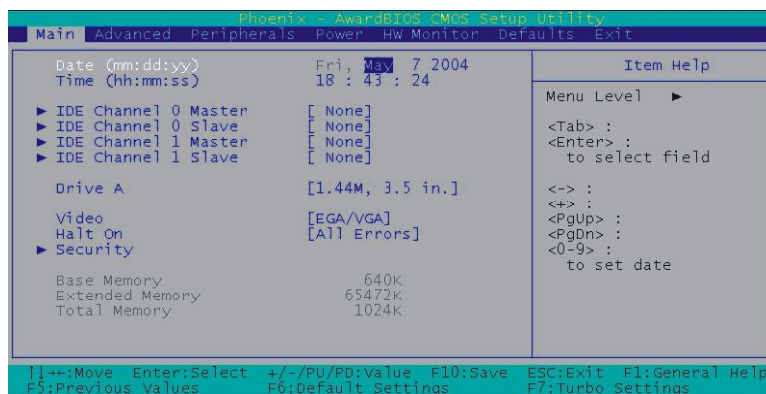 Phoenix - AwardBIOS CMOS Setup Utility
Main Advanced Peripherals Power HW Monitor Defaults Exit
Date (mm:dd:yy) Fri, May 7 2004
Time (hh:mm:ss) 18 : 43 : 24
► IDE Channel 0 Master [ None]
► IDE Channel 0 Slave [ None]
► IDE Channel 1 Master [ None]
► IDE Channel 1 Slave [ None]
Drive A [1.44M, 3.5 in.]
Video [EGA/VGA]
Halt On [All Errors]
► Security
Base Memory 640K
Extended Memory 65472K
Total Memory 1024K
Item Help
Menu Level ►
<Tab> :
<Enter> :
to select field
<-> :
<+> :
<PgUp> :
<PgDn> :
<0-9> :
to set date
↑↓→←:Move Enter:Select +/-/PU/PD:Value F10:Save ESC:Exit F1:General Help
F5:Previous Values F6:Default Settings F7:Turbo Settings